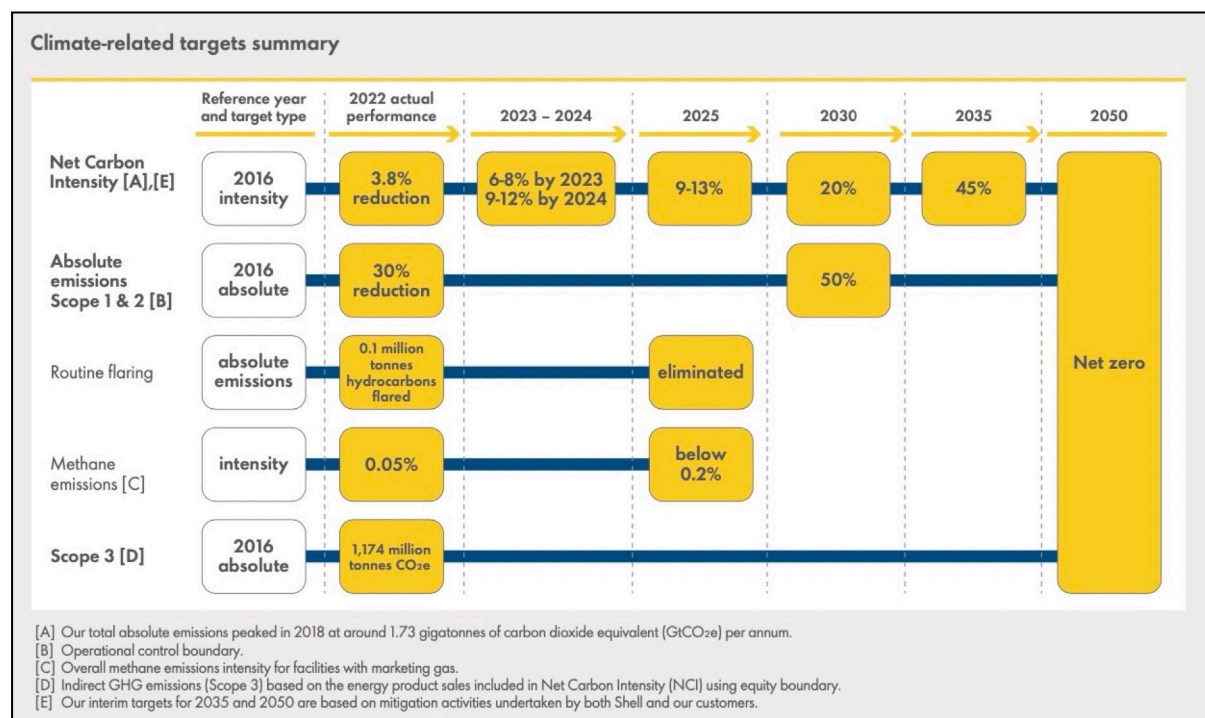 Climate-related targets summary
Reference year
and target type
2022 actual
performance
2023 – 2024
2025
2030
2035
2050
Net Carbon
Intensity [A],[E]
2016
intensity
3.8%
reduction
6-8% by 2023
9-12% by 2024
9-13%
20%
45%
Absolute
emissions
Scope 1 & 2 [B]
2016
absolute
30%
reduction
50%
Routine flaring
absolute
emissions
0.1 million
tonnes
hydrocarbons
flared
eliminated
Net zero
Methane
emissions [C]
intensity
0.05%
below
0.2%
Scope 3 [D]
2016
absolute
1,174 million
tonnes CO₂e
[A] Our total absolute emissions peaked in 2018 at around 1.73 gigatonnes of carbon dioxide equivalent (GtCO₂e) per annum.
[B] Operational control boundary.
[C] Overall methane emissions intensity for facilities with marketing gas.
[D] Indirect GHG emissions (Scope 3) based on the energy product sales included in Net Carbon Intensity (NCI) using equity boundary.
[E] Our interim targets for 2035 and 2050 are based on mitigation activities undertaken by both Shell and our customers.